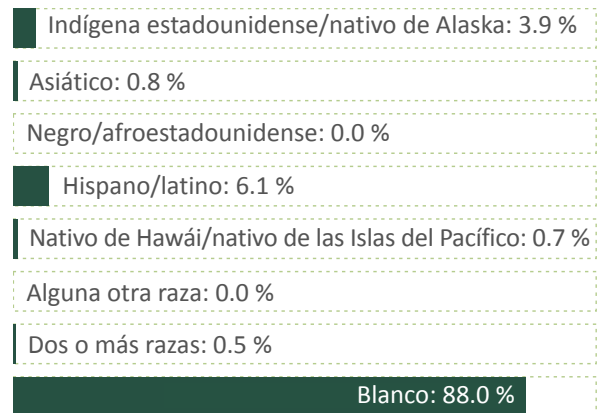 Indígena estadounidense/nativo de Alaska: 3.9 %
Asiático: 0.8 %
Negro/afroestadounidense: 0.0 %
Hispano/latino: 6.1 %
Nativo de Hawái/nativo de las Islas del Pacífico: 0.7 %
Alguna otra raza: 0.0 %
Dos o más razas: 0.5 %
Blanco: 88.0 %